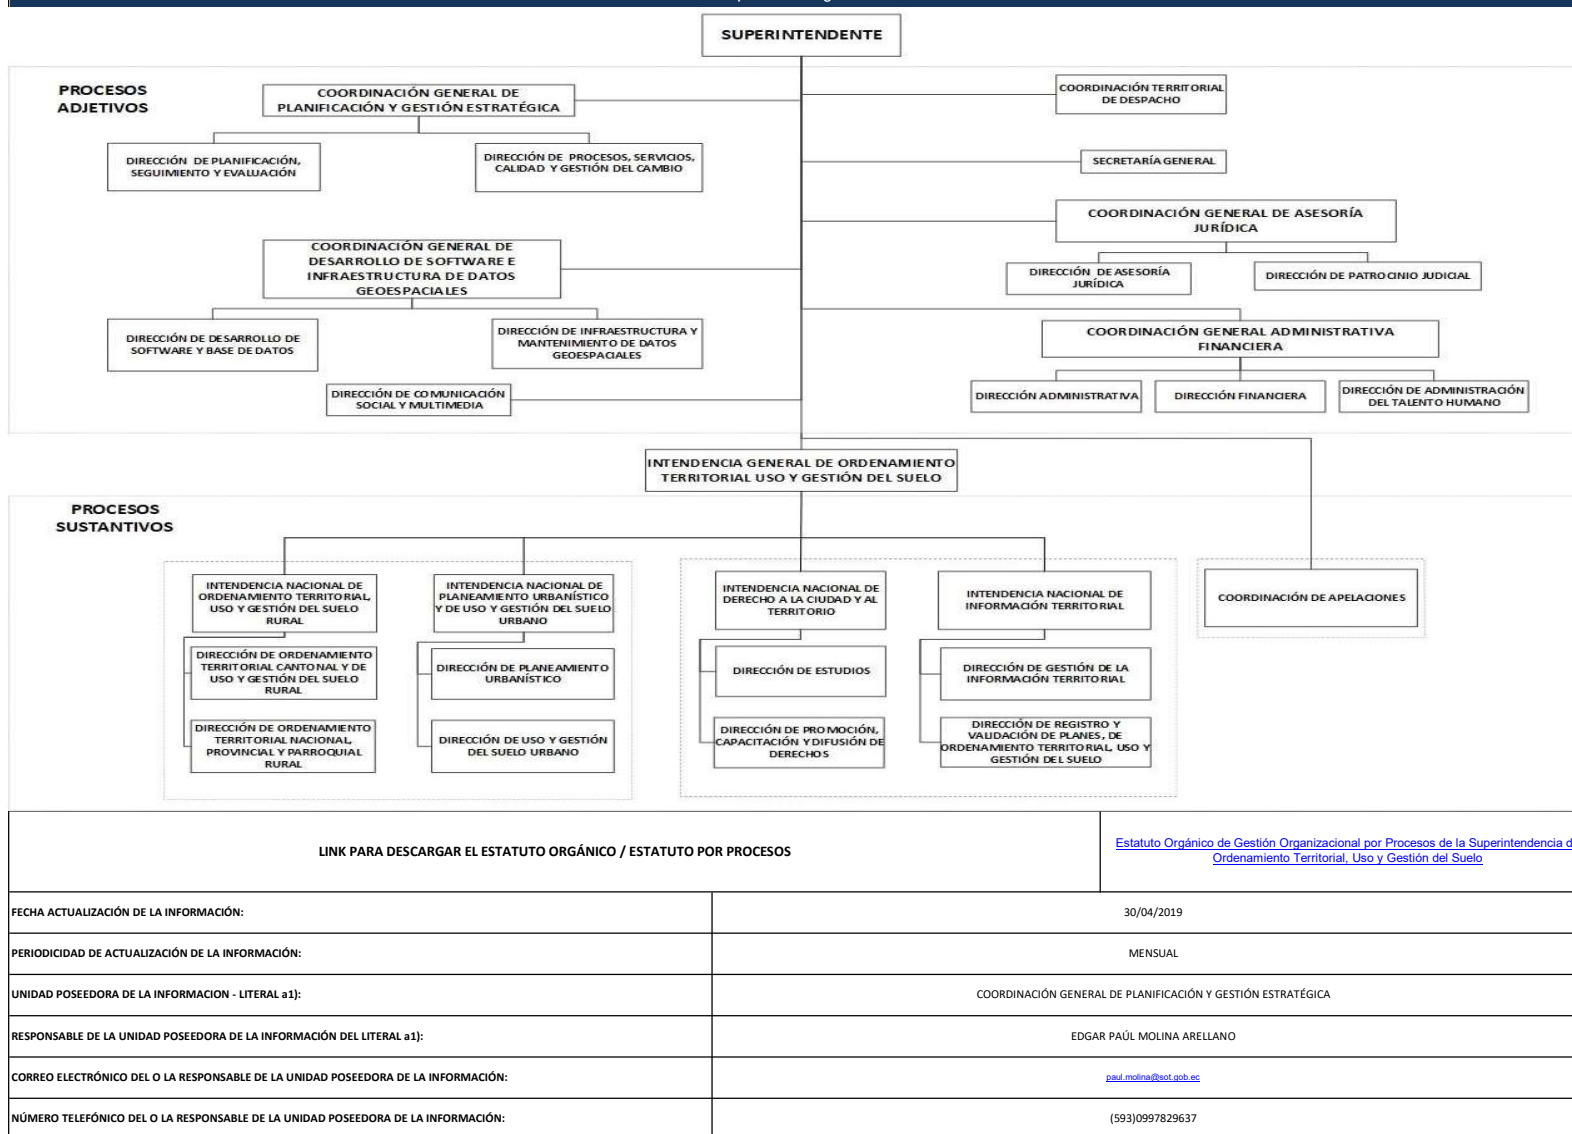 SUPERINTENDENTE
PROCESOS
ADJETIVOS
COORDINACIÓN GENERAL DE
PLANIFICACIÓN Y GESTIÓN ESTRATÉGICA
COORDINACIÓN TERRITORIAL
DE DESPACHO
DIRECCIÓN DE PLANIFICACIÓN,
SEGUIMIENTO Y EVALUACIÓN
DIRECCIÓN DE PROCESOS, SERVICIOS,
CALIDAD Y GESTIÓN DEL CAMBIO
SECRETARÍA GENERAL
COORDINACIÓN GENERAL DE ASESORÍA
JURÍDICA
COORDINACIÓN GENERAL DE
DESARROLLO DE SOFTWARE E
INFRAESTRUCTURA DE DATOS
GEOESPACIALES
DIRECCIÓN DE ASESORÍA
JURÍDICA
DIRECCIÓN DE PATROCINIO JUDICIAL
DIRECCIÓN DE DESARROLLO DE
SOFTWARE Y BASE DE DATOS
DIRECCIÓN DE INFRAESTRUCTURA Y
MANTENIMIENTO DE DATOS
GEOESPACIALES
COORDINACIÓN GENERAL ADMINISTRATIVA
FINANCIERA
DIRECCIÓN DE COMUNICACIÓN
SOCIAL Y MULTIMEDIA
DIRECCIÓN ADMINISTRATIVA
DIRECCIÓN FINANCIERA
DIRECCIÓN DE ADMINISTRACIÓN
DEL TALENTO HUMANO
INTENDENCIA GENERAL DE ORDENAMIENTO
TERRITORIAL USO Y GESTIÓN DEL SUELO
PROCESOS
SUSTANTIVOS
INTENDENCIA NACIONAL DE
ORDENAMIENTO TERRITORIAL,
USO Y GESTIÓN DEL SUELO
RURAL
INTENDENCIA NACIONAL DE
PLANEAMIENTO URBANÍSTICO
Y DE USO Y GESTIÓN DEL SUELO
URBANO
INTENDENCIA NACIONAL DE
DERECHO A LA CIUDAD Y AL
TERRITORIO
INTENDENCIA NACIONAL DE
INFORMACIÓN TERRITORIAL
COORDINACIÓN DE APELACIONES
DIRECCIÓN DE ORDENAMIENTO
TERRITORIAL CANTONAL Y DE
USO Y GESTIÓN DEL SUELO
RURAL
DIRECCIÓN DE PLANEAMIENTO
URBANÍSTICO
DIRECCIÓN DE ESTUDIOS
DIRECCIÓN DE GESTIÓN DE LA
INFORMACIÓN TERRITORIAL
DIRECCIÓN DE ORDENAMIENTO
TERRITORIAL NACIONAL,
PROVINCIAL Y PARROQUIAL
RURAL
DIRECCIÓN DE USO Y GESTIÓN
DEL SUELO URBANO
DIRECCIÓN DE PROMOCIÓN,
CAPACITACIÓN Y DIFUSIÓN DE
DERECHOS
DIRECCIÓN DE REGISTRO Y
VALIDACIÓN DE PLANES, DE
ORDENAMIENTO TERRITORIAL, USO Y
GESTIÓN DEL SUELO
LINK PARA DESCARGAR EL ESTATUTO ORGÁNICO / ESTATUTO POR PROCESOS
Estatuto Orgánico de Gestión Organizacional por Procesos de la Superintendencia d
Ordenamiento Territorial, Uso y Gestión del Suelo
FECHA ACTUALIZACIÓN DE LA INFORMACIÓN:
30/04/2019
PERIODICIDAD DE ACTUALIZACIÓN DE LA INFORMACIÓN:
MENSUAL
UNIDAD POSEEDORA DE LA INFORMACION - LITERAL a1):
COORDINACIÓN GENERAL DE PLANIFICACIÓN Y GESTIÓN ESTRATÉGICA
RESPONSABLE DE LA UNIDAD POSEEDORA DE LA INFORMACIÓN DEL LITERAL a1):
EDGAR PAÚL MOLINA ARELLANO
CORREO ELECTRÓNICO DEL O LA RESPONSABLE DE LA UNIDAD POSEEDORA DE LA INFORMACIÓN:
paul.molina@sot.gob.ec
NÚMERO TELEFÓNICO DEL O LA RESPONSABLE DE LA UNIDAD POSEEDORA DE LA INFORMACIÓN:
(593)0997829637